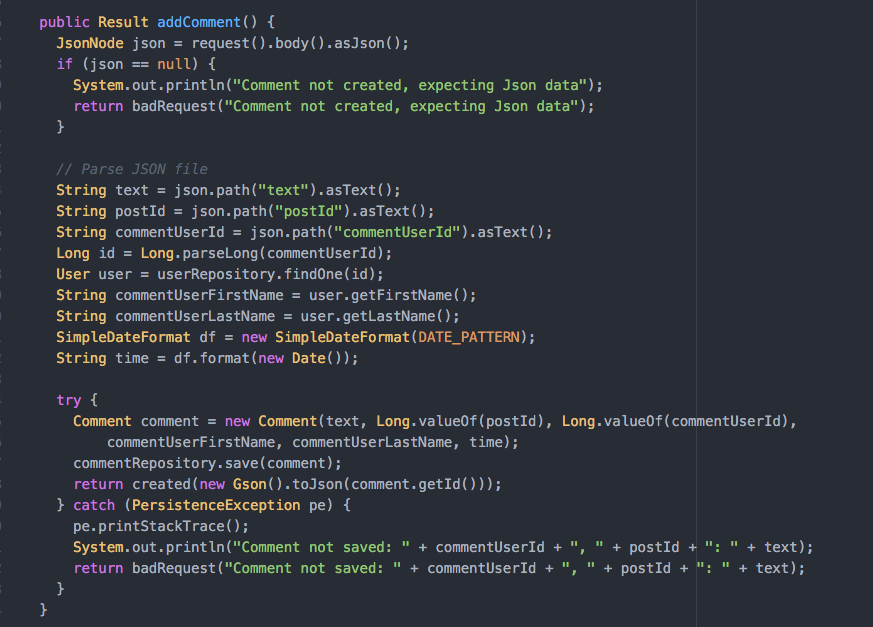 public Result addComment() {
JsonNode json = request().body().asJson();
if (json == null) {
System.out.println("Comment not created, expecting Json data");
return badRequest("Comment not created, expecting Json data");
}
// Parse JSON file
String text = json.path("text").asText();
String postId = json.path("postId").asText();
String commentUserId = json.path("commentUserId").asText();
Long id = Long.parseLong(commentUserId);
User user = userRepository.findOne(id);
String commentUserFirstName = user.getFirstName();
String commentUserLastName = user.getLastName();
SimpleDateFormat df = new SimpleDateFormat(DATE_PATTERN);
String time = df.format(new Date());
try {
Comment comment = new Comment(text, Long.valueOf(postId), Long.valueOf(commentUserId),
commentUserFirstName, commentUserLastName, time);
commentRepository.save(comment);
return created(new Gson().toJson(comment.getId()));
} catch (PersistenceException pe) {
pe.printStackTrace();
System.out.println("Comment not saved: " + commentUserId + ", " + postId + ": " + text);
return badRequest("Comment not saved: " + commentUserId + ", " + postId + ": " + text);
}
}